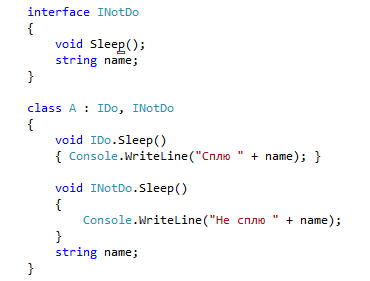 interface INotDo
{
void Sleep();
string name;
}
class A : IDo, INotDo
{
void IDo.Sleep()
{ Console.WriteLine("Сплю " + name); }
void INotDo.Sleep()
{
Console.WriteLine("Не сплю " + name);
}
string name;
}